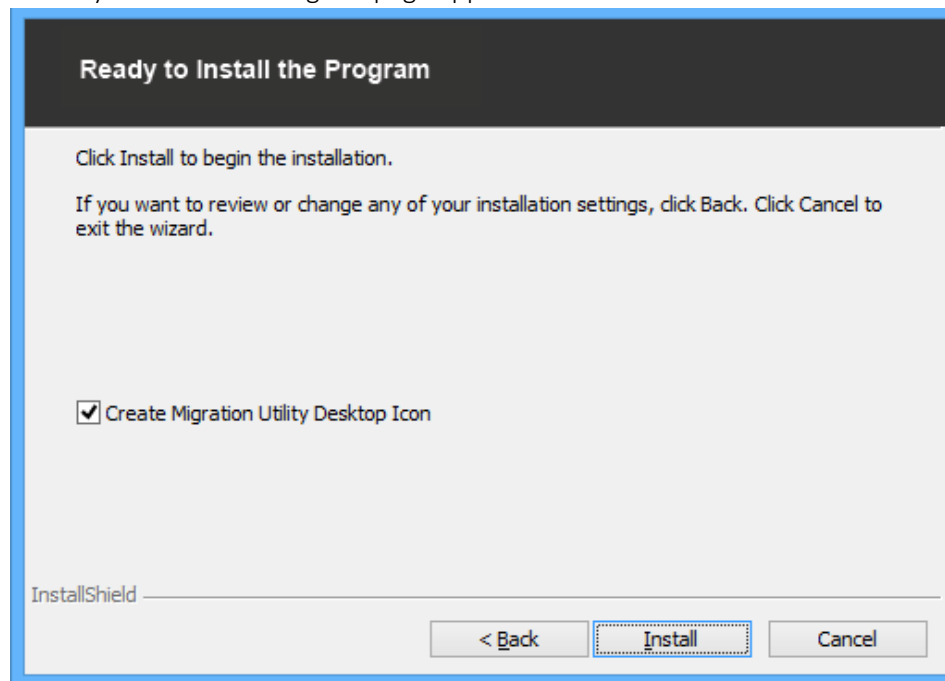 Ready to Install the Program
Click Install to begin the installation.
If you want to review or change any of your installation settings, click Back. Click Cancel to
exit the wizard.
Create Migration Utility Desktop Icon
InstallShield
< Back
Install
Cancel